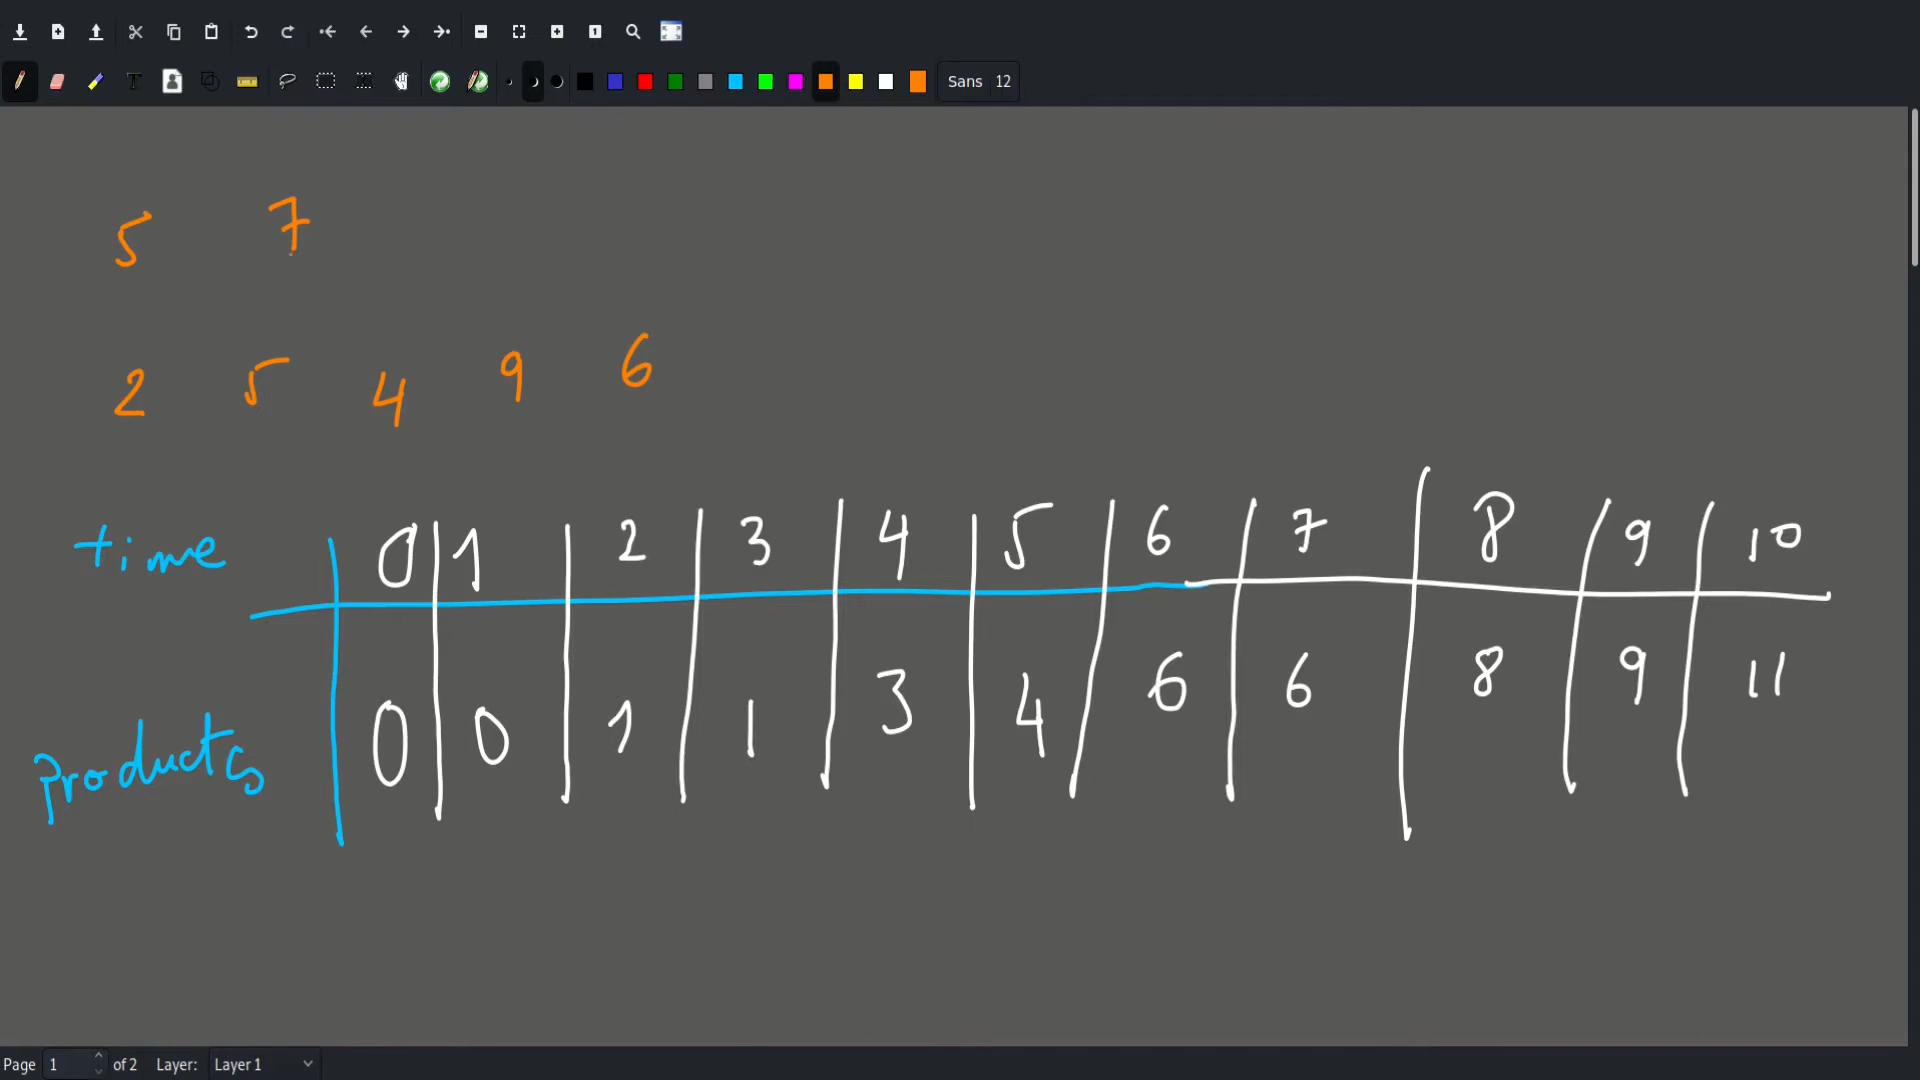 Sans 12
5 7
2 5 4 9 6
time 0 1 2 3 4 5 6 7 8 9 10
products 0 0 1 1 3 4 6 6 8 9 11
Page 1 of 2 Layer: Layer 1